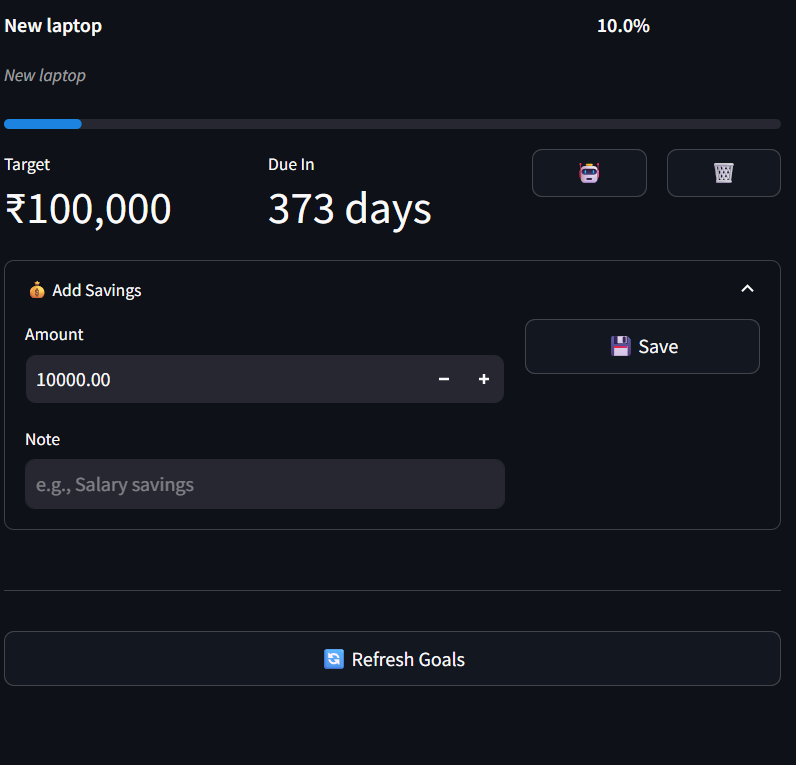 New laptop 10.0%
New laptop
Target Due In
₹100,000 373 days
Add Savings
Amount
Save
10000.00 − +
Note
e.g., Salary savings
Refresh Goals